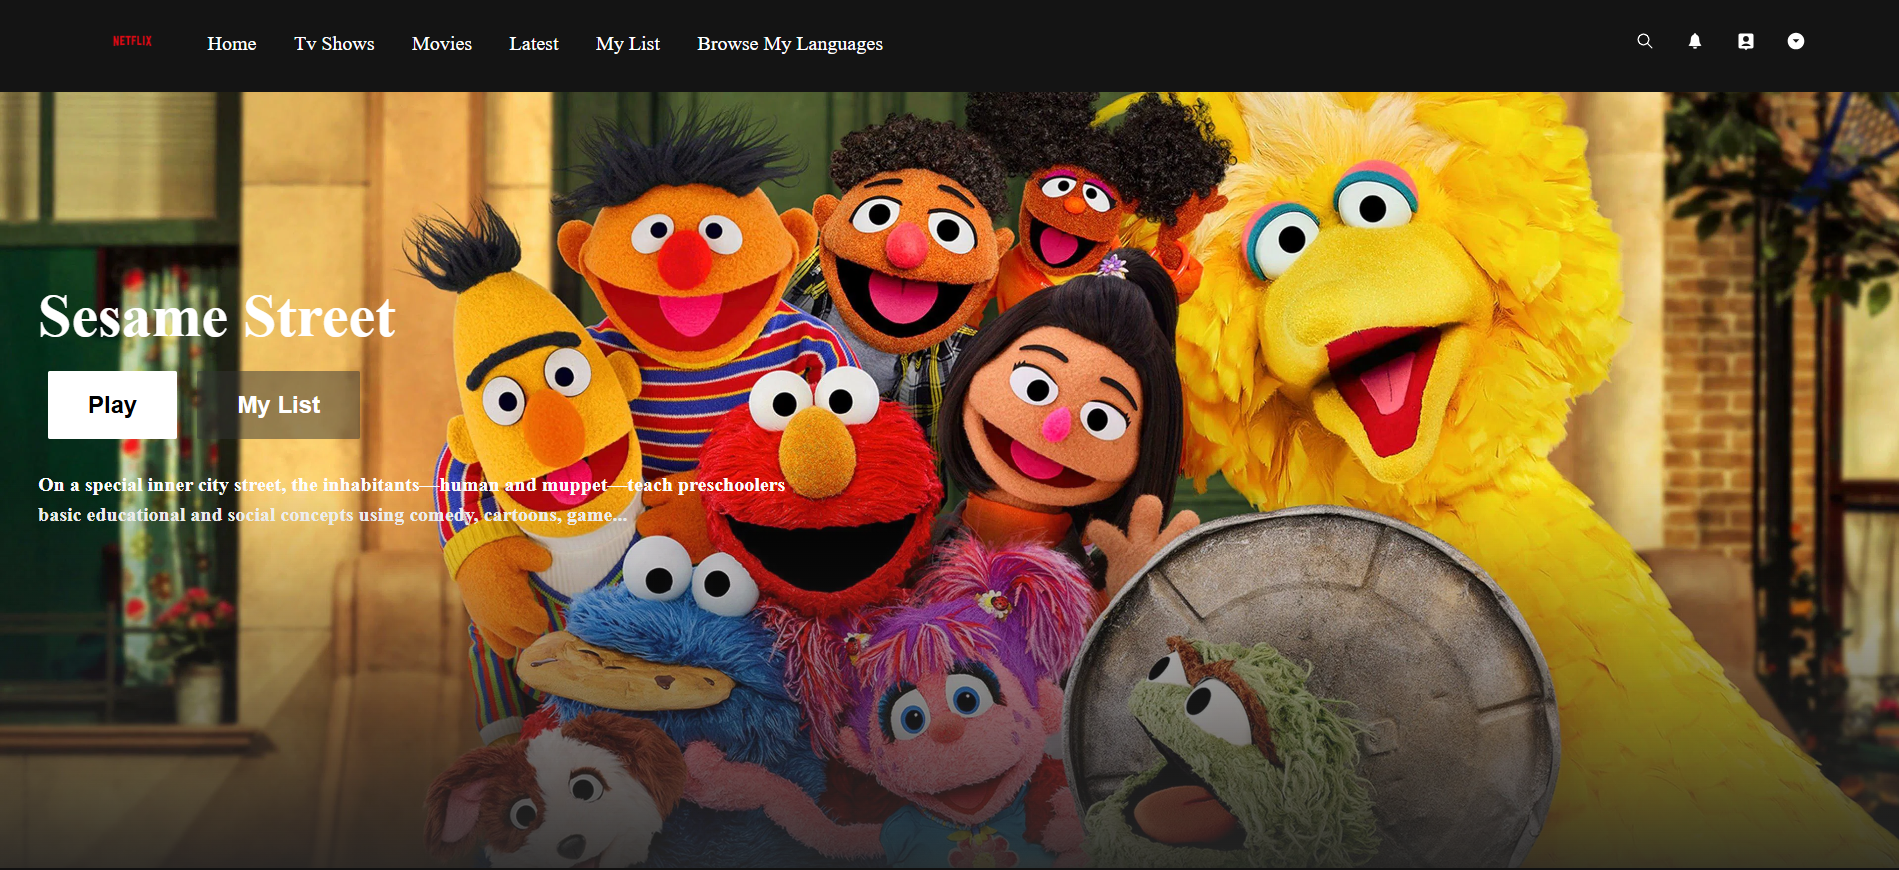 NETFLIX Home Tv Shows Movies Latest My List Browse My Languages
Sesame Street
Play My List
On a special inner city street, the inhabitants—human and muppet—teach preschoolers
basic educational and social concepts using comedy, cartoons, game...